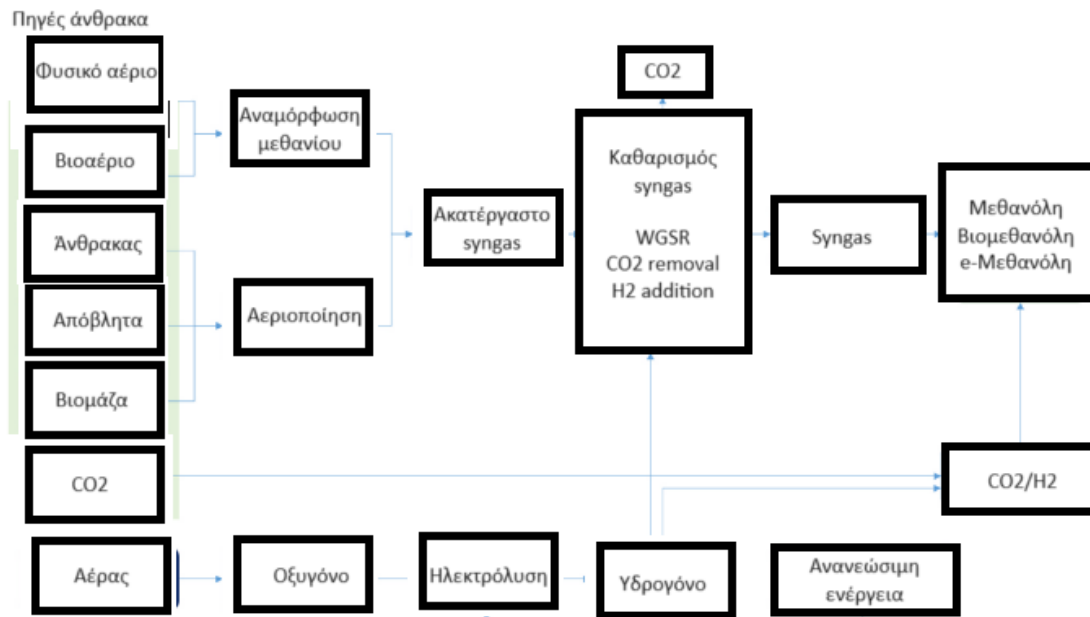 Πηγές άνθρακα
Φυσικό αέριο
Βιοαέριο
Άνθρακας
Απόβλητα
Βιομάζα
CO2
Αέρας
Αναμόρφωση
μεθανίου
Αεριοποίηση
Οξυγόνο
Ακατέργαστο
syngas
Ηλεκτρόλυση
CO2
Καθαρισμός
syngas
WGSR
CO2 removal
H2 addition
Υδρογόνο
Syngas
Ανανεώσιμη
ενέργεια
Μεθανόλη
Βιομεθανόλη
e-Μεθανόλη
CO2/H2